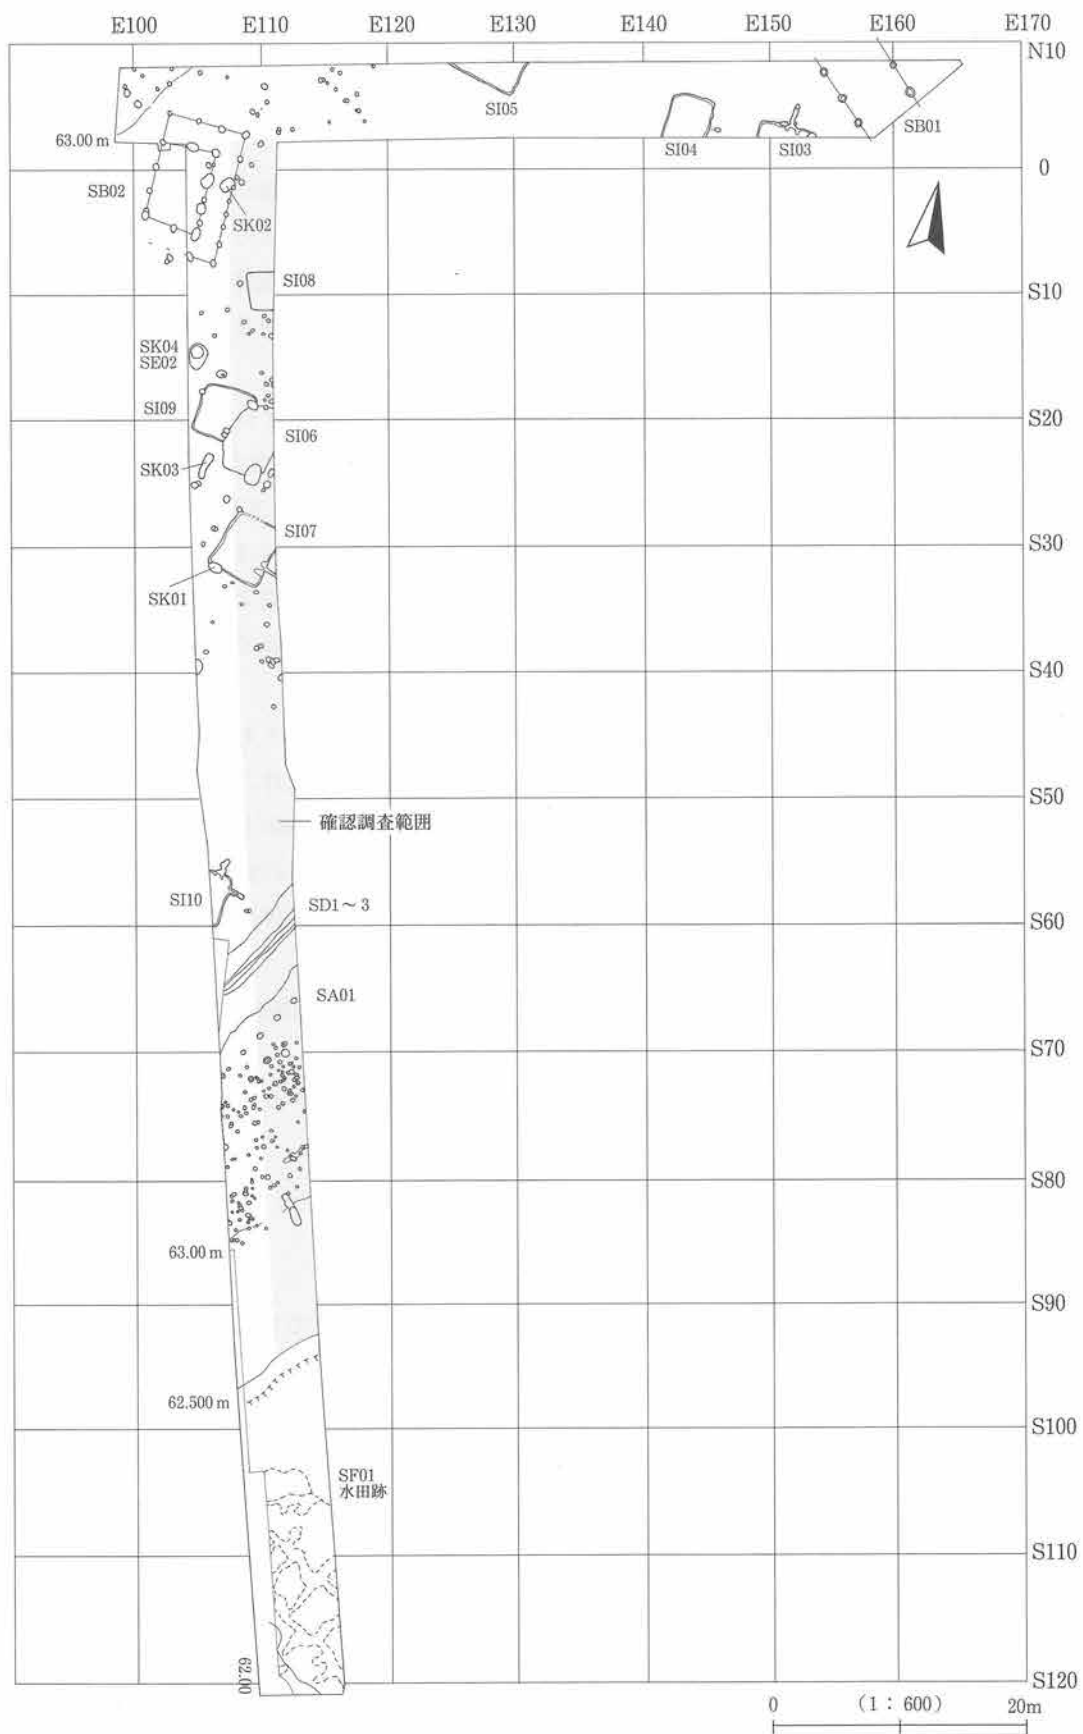 E100 E110 E120 E130 E140 E150 E160 E170
N10
SI05
SB01
63.00 m
SI04
SI03
0
SB02
SK02
SI08
S10
SK04
SE02
SI09
S20
SI06
SK03
SI07
S30
SK01
S40
S50
確認調査範囲
SI10
SD1～3
S60
SA01
S70
S80
63.00 m
S90
62.500 m
S100
SF01
水田跡
S110
62.00
S120
0 (1：600) 20m